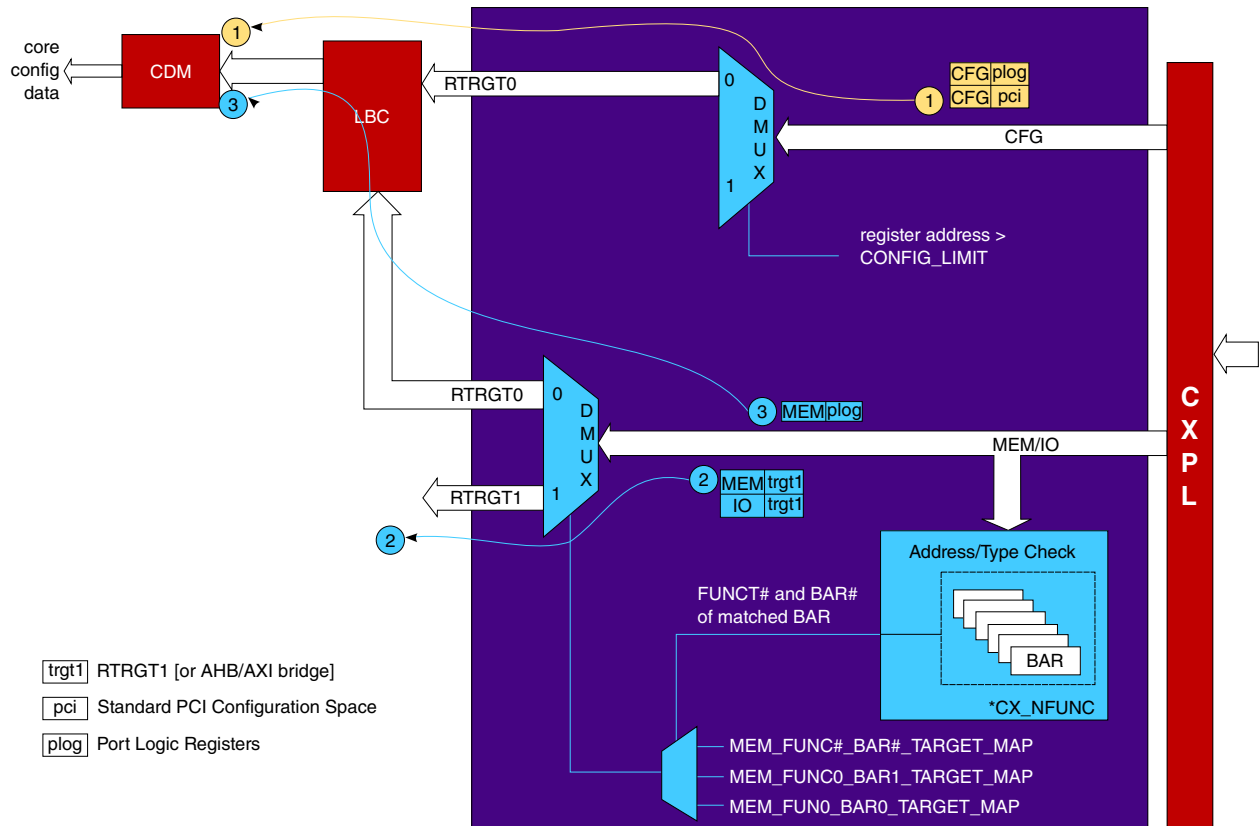 1
core
config
data
CDM
3
LBC
RTRGT0
0
D
M
U
X
1
1
CFG plog
CFG pci
CFG
register address >
CONFIG_LIMIT
RTRGT0
0
D
M
U
X
1
RTRGT1
3
MEM plog
MEM/IO
2
MEM trgt1
IO trgt1
2
C
X
P
L
Address/Type Check
BAR
*CX_NFUNC
FUNCT# and BAR#
of matched BAR
trgt1 RTRGT1 [or AHB/AXI bridge]
pci Standard PCI Configuration Space
plog Port Logic Registers
MEM_FUNC#_BAR#_TARGET_MAP
MEM_FUNC0_BAR1_TARGET_MAP
MEM_FUN0_BAR0_TARGET_MAP